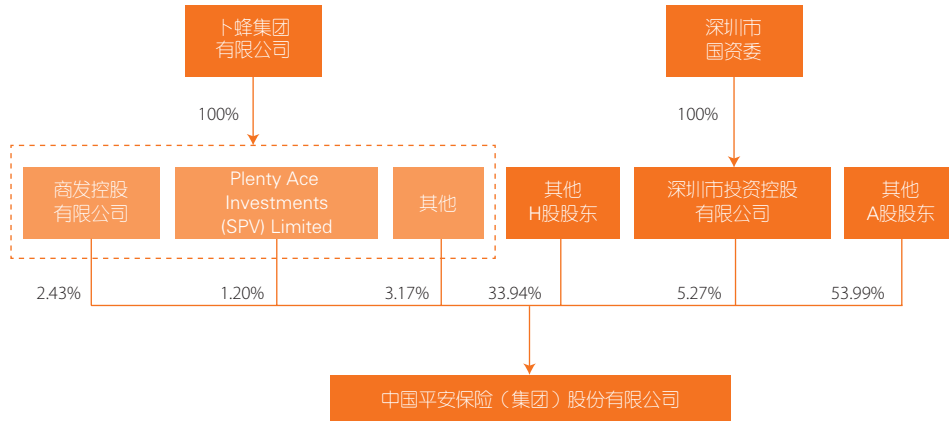 卜蜂集团
有限公司
深圳市
国资委
100%
100%
商发控股
有限公司
Plenty Ace
Investments
(SPV) Limited
其他
其他
H股股东
深圳市投资控股
有限公司
其他
A股股东
2.43%
1.20%
3.17%
33.94%
5.27%
53.99%
中国平安保险（集团）股份有限公司